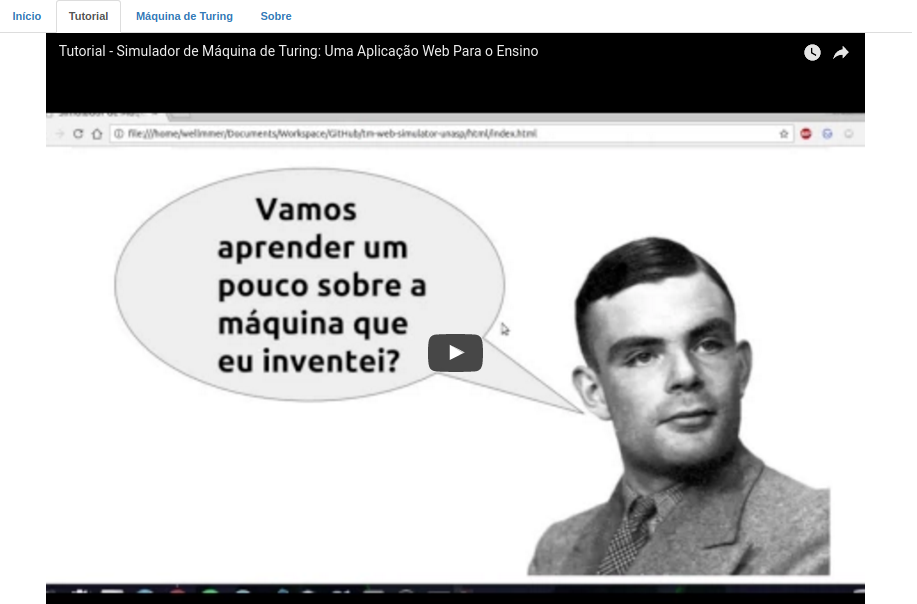 Início Tutorial Máquina de Turing Sobre
Tutorial - Simulador de Máquina de Turing: Uma Aplicação Web Para o Ensino
file:///home/wellmmer/Documents/Workspace/GitHub/tm-web-simulator-unasp/html/index.html
Vamos
aprender um
pouco sobre a
máquina que
eu inventei?